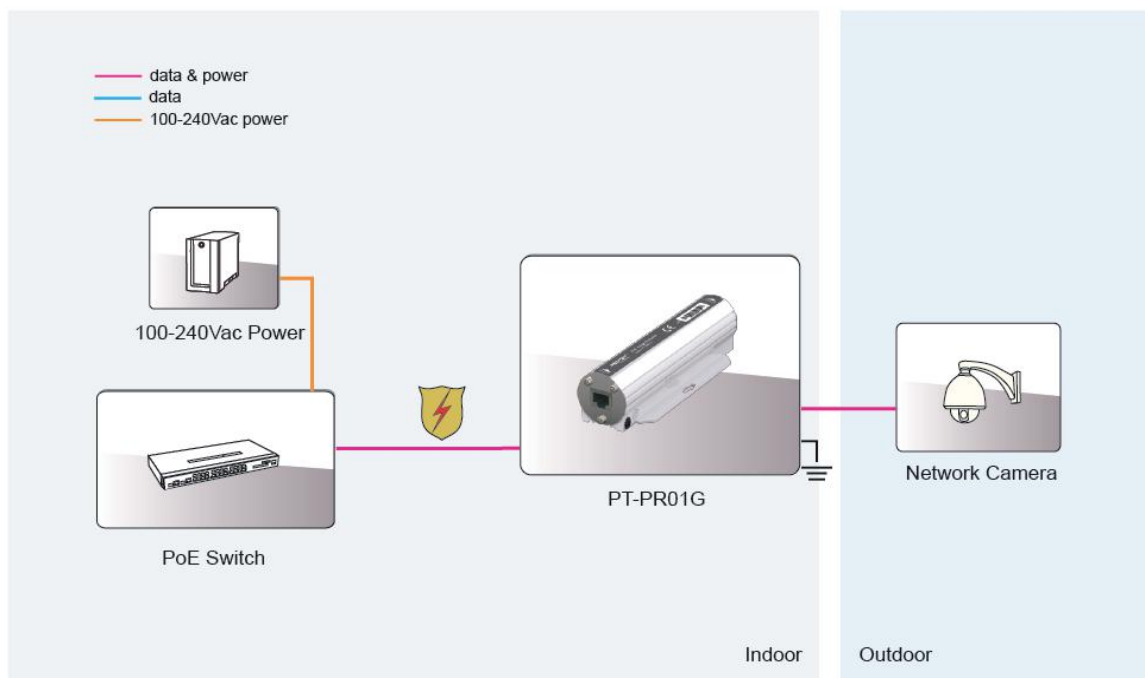 data & power
data
100-240Vac power
100-240Vac Power
PoE Switch
PT-PR01G
Network Camera
Indoor
Outdoor